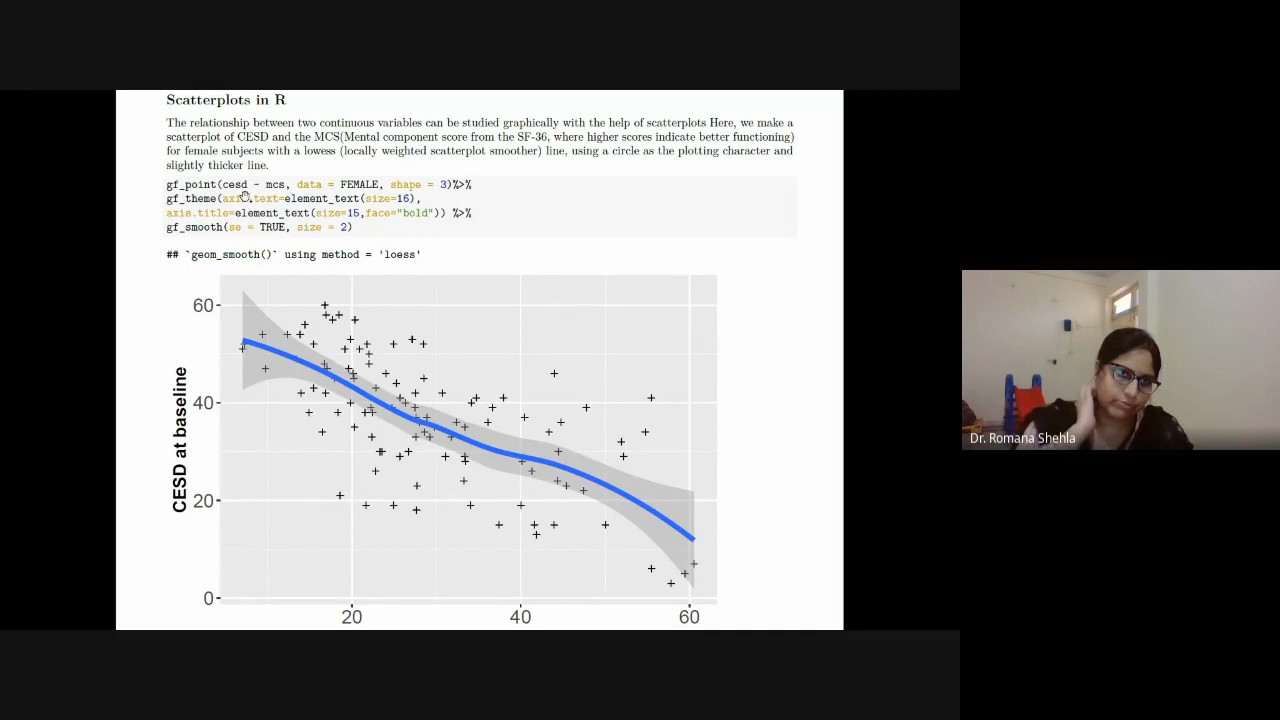 Scatterplots in R
The relationship between two continuous variables can be studied graphically with the help of scatterplots Here, we make a
scatterplot of CESD and the MCS(Mental component score from the SF-36, where higher scores indicate better functioning)
for female subjects with a lowess (locally weighted scatterplot smoother) line, using a circle as the plotting character and
slightly thicker line.
gf_point(cesd ~ mcs, data = FEMALE, shape = 3)%>%
gf_theme(axis.text=element_text(size=16),
axis.title=element_text(size=15,face="bold")) %>%
gf_smooth(se = TRUE, size = 2)
## `geom_smooth()` using method = 'loess'
60
40
20
0
CESD at baseline
20 40 60
Dr. Romana Shehla